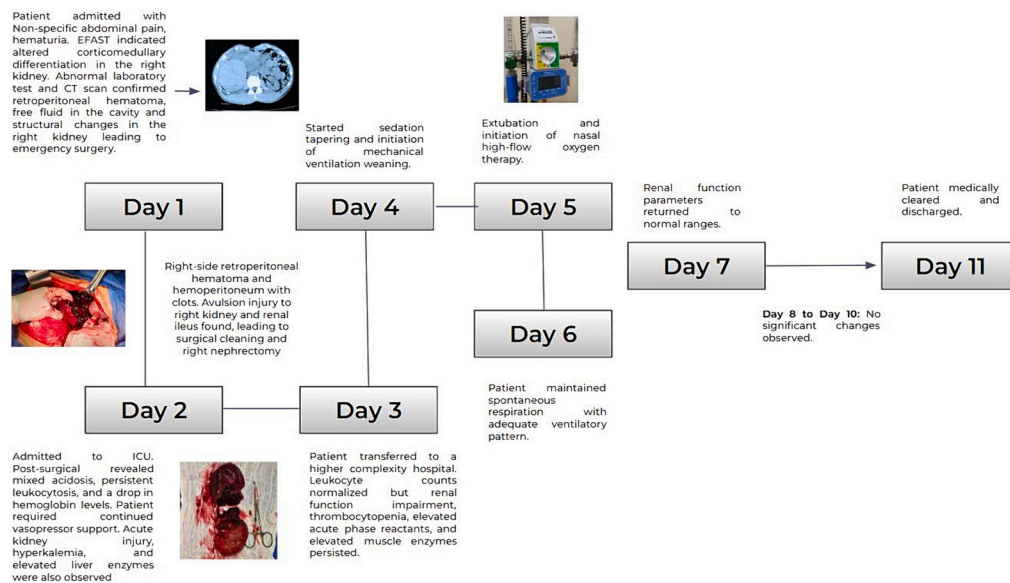 Patient admitted with
Non-specific abdominal pain,
hematuria. EFAST indicated
altered corticomedullary
differentiation in the right
kidney. Abnormal laboratory
test and CT scan confirmed
retroperitoneal hematoma,
free fluid in the cavity and
structural changes in the
right kidney leading to
emergency surgery.
Day 1
Right-side retroperitoneal
hematoma and
hemoperitoneum with
clots. Avulsion injury to
right kidney and renal
ileus found, leading to
surgical cleaning and
right nephrectomy
Day 2
Admitted to ICU.
Post-surgical revealed
mixed acidosis, persistent
leukocytosis, and a drop in
hemoglobin levels. Patient
required continued
vasopressor support. Acute
kidney injury,
hyperkalemia, and
elevated liver enzymes
were also observed
Day 3
Patient transferred to a
higher complexity hospital.
Leukocyte counts
normalized but renal
function impairment,
thrombocytopenia, elevated
acute phase reactants, and
elevated muscle enzymes
persisted.
Started sedation
tapering and initiation
of mechanical
ventilation weaning.
Day 4
Extubation and
initiation of nasal
high-flow oxygen
therapy.
Day 5
Day 6
Patient maintained
spontaneous
respiration with
adequate ventilatory
pattern.
Renal function
parameters
returned to
normal ranges.
Day 7
Day 8 to Day 10: No
significant changes
observed.
Patient medically
cleared and
discharged.
Day 11